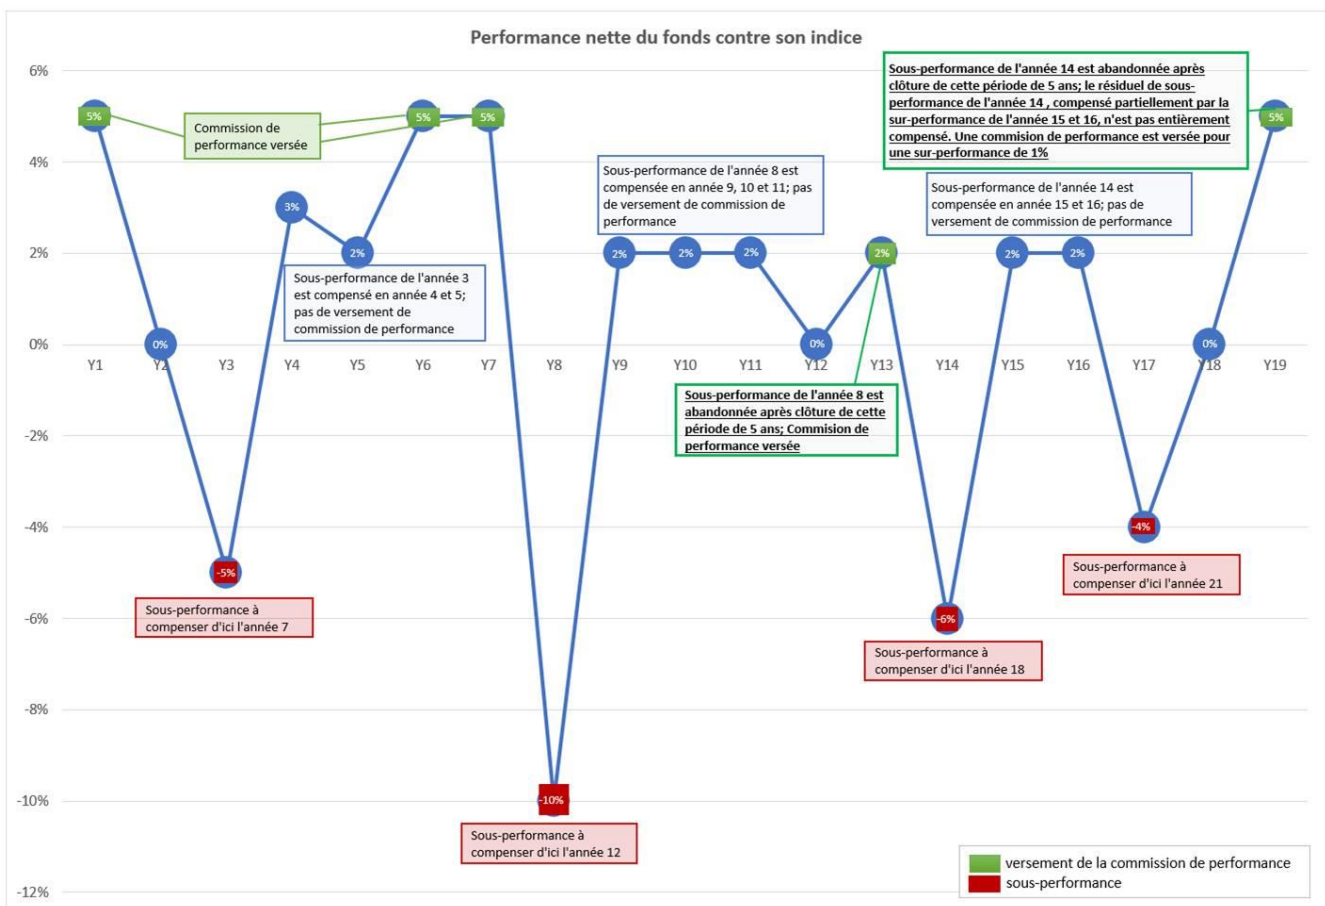 Performance nette du fonds contre son indice
6%
4%
2%
0%
-2%
-4%
-6%
-8%
-10%
-12%
Y1
Y2
Y3
Y4
Y5
Y6
Y7
Y8
Y9
Y10
Y11
Y12
Y13
Y14
Y15
Y16
Y17
Y18
Y19
5%
0%
-5%
3%
2%
5%
5%
-10%
2%
2%
2%
0%
2%
-6%
2%
2%
-4%
0%
5%
Commission de
performance versée
Sous-performance de l'année 3
est compensé en année 4 et 5;
pas de versement de
commission de performance
Sous-performance de l'année 8 est
compensée en année 9, 10 et 11; pas
de versement de commission de
performance
Sous-performance de l'année 14 est abandonnée après
clôture de cette période de 5 ans; le résiduel de sous-
performance de l'année 14 , compensé partiellement par la
sur-performance de l'année 15 et 16, n'est pas entièrement
compensé. Une commision de performance est versée pour
une sur-performance de 1%
Sous-performance de l'année 14 est
compensée en année 15 et 16; pas de
versement de commission de performance
Sous-performance de l'année 8 est
abandonnée après clôture de cette
période de 5 ans; Commision de
performance versée
Sous-performance à
compenser d'ici l'année 7
Sous-performance à
compenser d'ici l'année 12
Sous-performance à
compenser d'ici l'année 18
Sous-performance à
compenser d'ici l'année 21
versement de la commission de performance
sous-performance